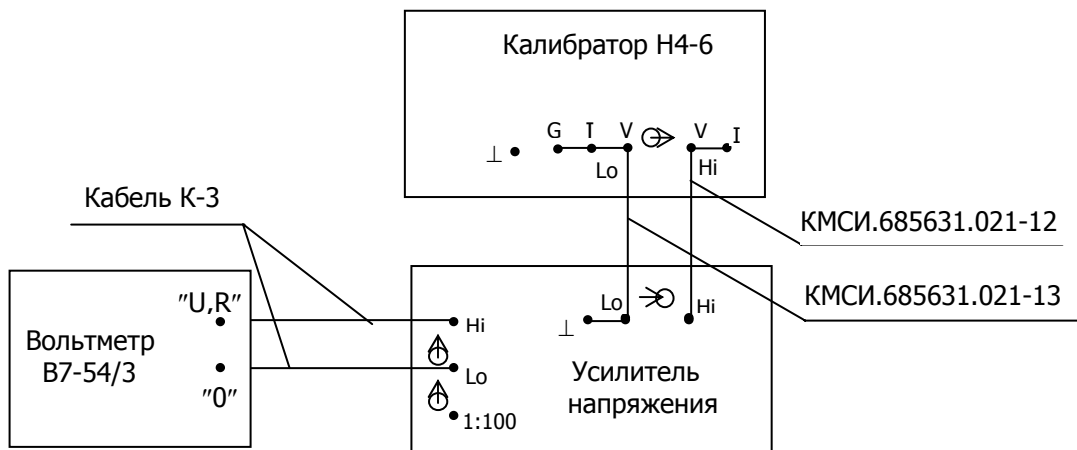 Калибратор Н4-6
G I V V I
⊥ Lo Hi
Кабель К-3
КМСИ.685631.021-12
КМСИ.685631.021-13
"U,R"
Вольтметр
В7-54/3
"0"
Hi
Lo
1:100
⊥ Lo Hi
Усилитель
напряжения